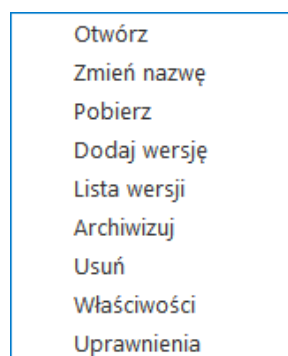 Otwórz
Zmień nazwę
Pobierz
Dodaj wersję
Lista wersji
Archiwizuj
Usuń
Właściwości
Uprawnienia